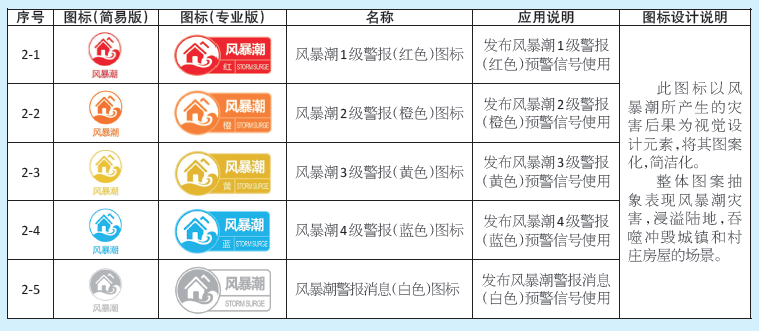 序号 图标(简易版) 图标(专业版) 名称 应用说明 图标设计说明
2-1
风暴潮
风暴潮
红 STORM SURGE
风暴潮1级警报(红色)图标
发布风暴潮1级警报
(红色)预警信号使用
2-2
风暴潮
风暴潮
橙 STORM SURGE
风暴潮2级警报(橙色)图标
发布风暴潮2级警报
(橙色)预警信号使用
2-3
风暴潮
风暴潮
黄 STORM SURGE
风暴潮3级警报(黄色)图标
发布风暴潮3级警报
(黄色)预警信号使用
2-4
风暴潮
风暴潮
蓝 STORM SURGE
风暴潮4级警报(蓝色)图标
发布风暴潮4级警报
(蓝色)预警信号使用
2-5
风暴潮
风暴潮
STORM SURGE
风暴潮警报消息(白色)图标
发布风暴潮警报消息
(白色)预警信号使用
此图标以风
暴潮所产生的灾
害后果为视觉设
计元素,将其图案
化,简洁化。
整体图案抽
象表现风暴潮灾
害,浸溢陆地,吞
噬冲毁城镇和村
庄房屋的场景。